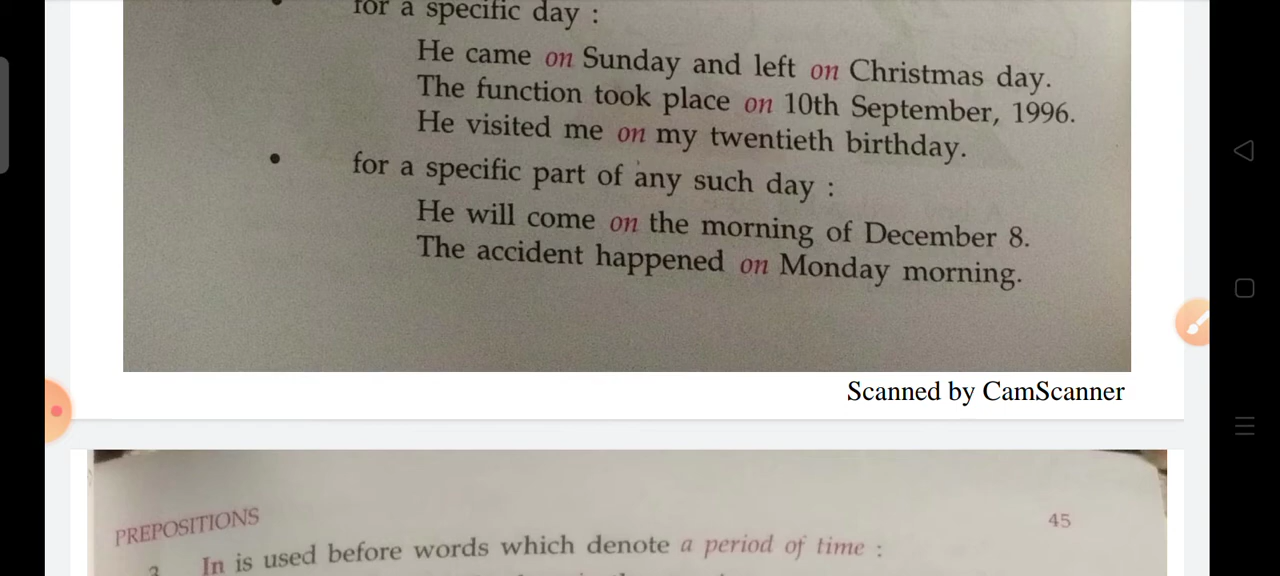 for a specific day :
He came on Sunday and left on Christmas day.
The function took place on 10th September, 1996.
He visited me on my twentieth birthday.
• for a specific part of any such day :
He will come on the morning of December 8.
The accident happened on Monday morning.
Scanned by CamScanner
PREPOSITIONS 45
In is used before words which denote a period of time :